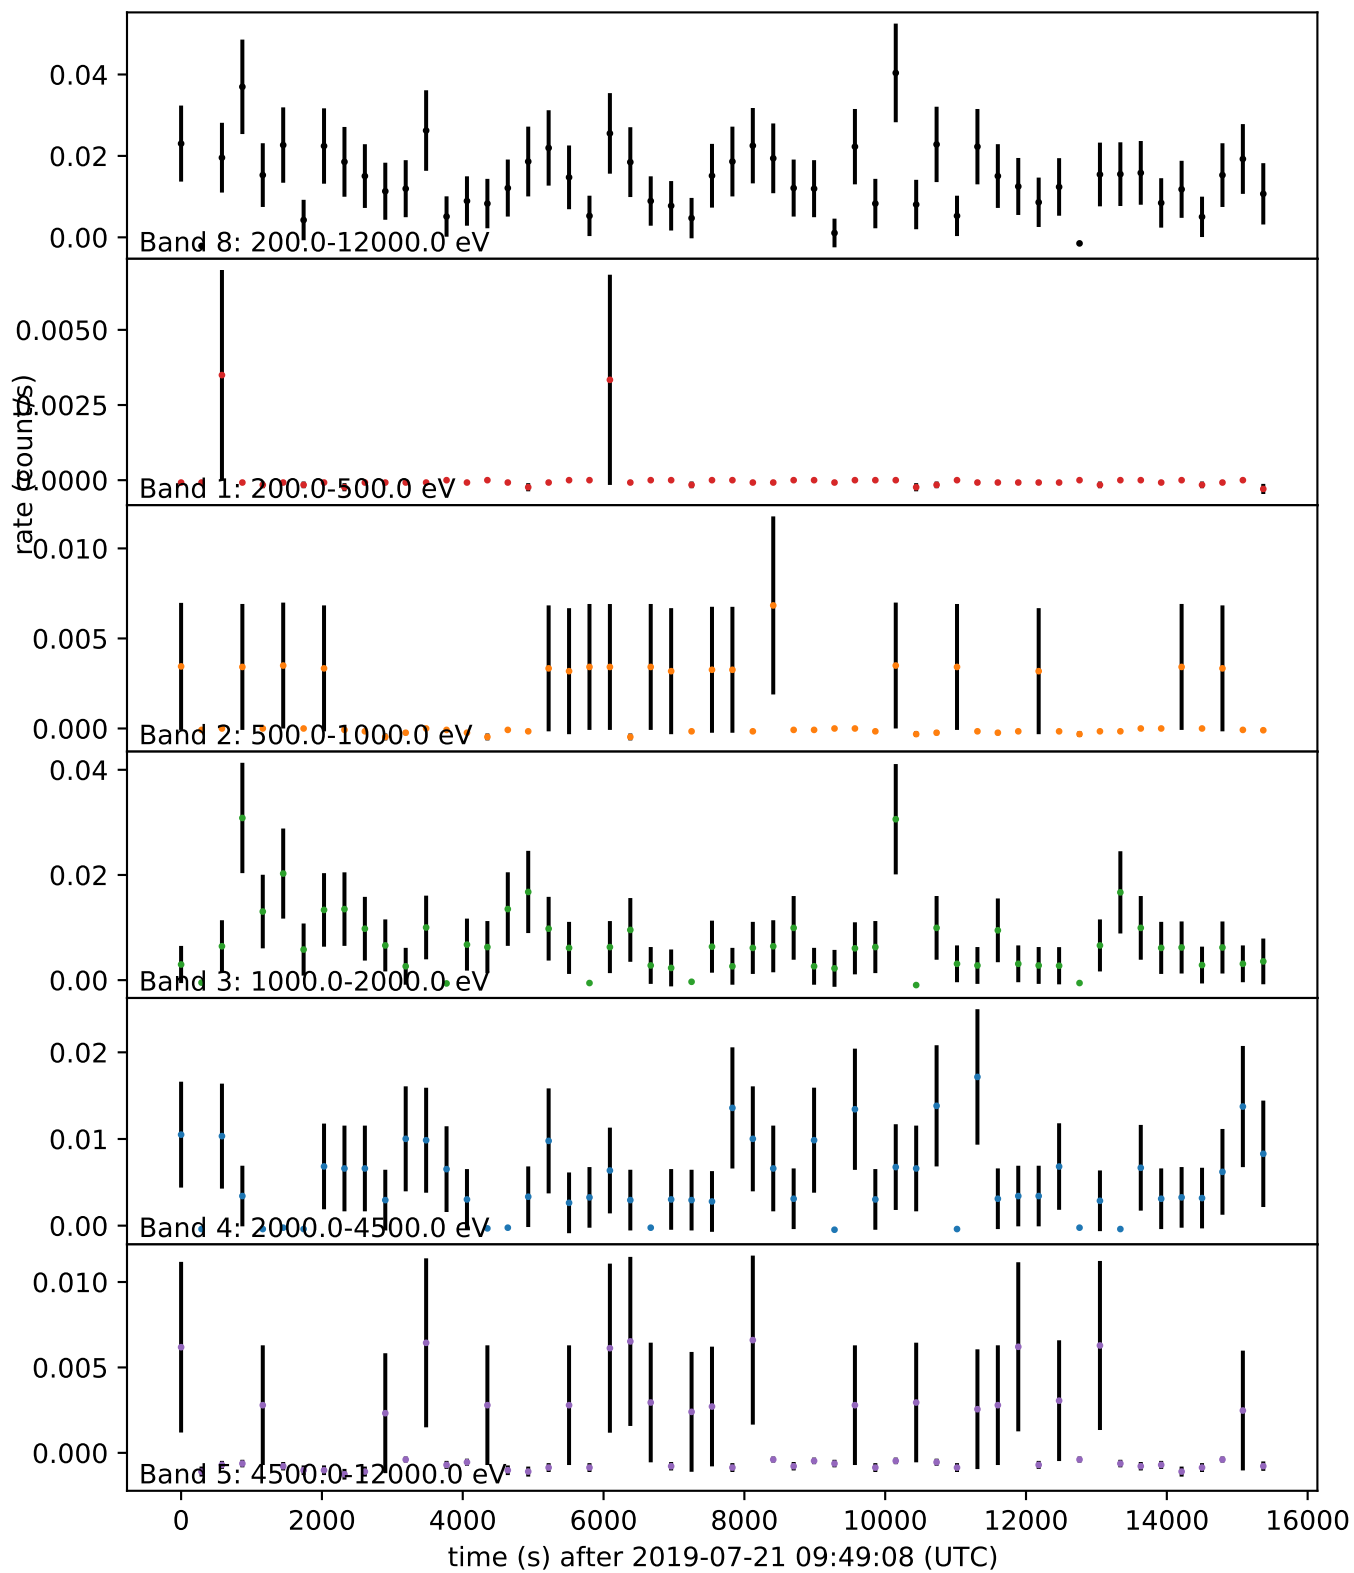 0.04
0.02
0.00
Band 8: 200.0-12000.0 eV
0.0050
0.0025
0.0000
Band 1: 200.0-500.0 eV
rate (count/s)
0.010
0.005
0.000
Band 2: 500.0-1000.0 eV
0.04
0.02
0.00
Band 3: 1000.0-2000.0 eV
0.02
0.01
0.00
Band 4: 2000.0-4500.0 eV
0.010
0.005
0.000
Band 5: 4500.0-12000.0 eV
0 2000 4000 6000 8000 10000 12000 14000 16000
time (s) after 2019-07-21 09:49:08 (UTC)